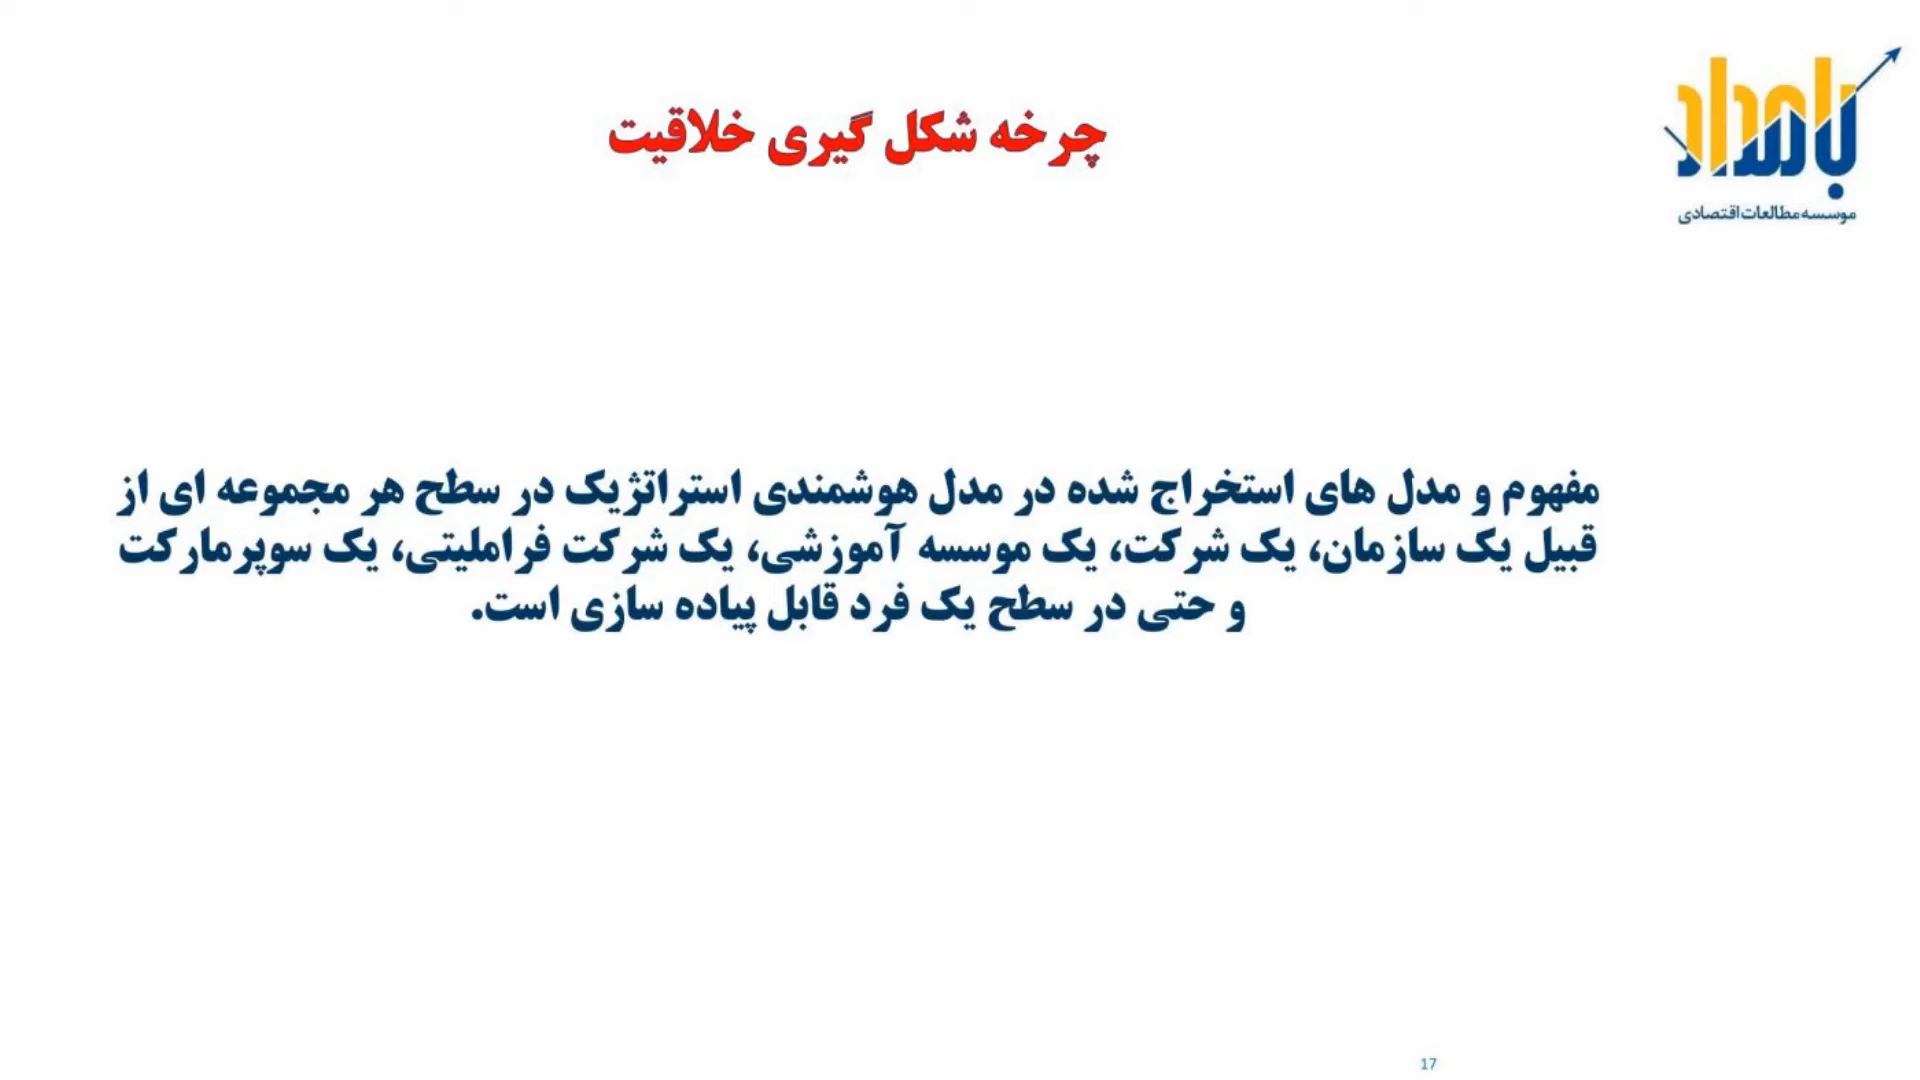 بامداد
موسسه مطالعات اقتصادی
چرخه شکل گیری خلاقیت
مفهوم و مدل های استخراج شده در مدل هوشمندی استراتژیک در سطح هر مجموعه ای از
قبیل یک سازمان، یک شرکت، یک موسسه آموزشی، یک شرکت فراملیتی، یک سوپرمارکت
و حتی در سطح یک فرد قابل پیاده سازی است.
17